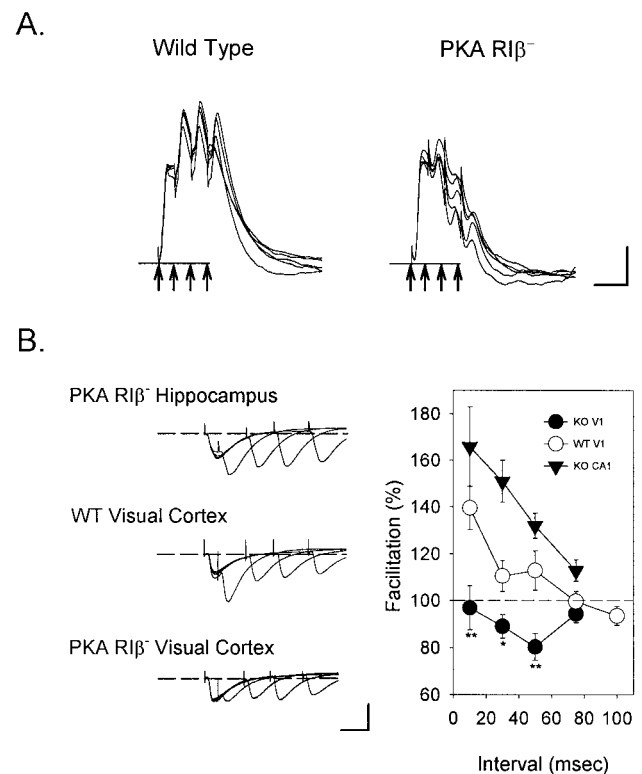 A.
Wild Type
PKA RIβ⁻
B.
PKA RIβ⁻ Hippocampus
WT Visual Cortex
PKA RIβ⁻ Visual Cortex
Facilitation (%)
180
160
140
120
100
80
60
KO V1
WT V1
KO CA1
**
*
**
0 20 40 60 80 100
Interval (msec)